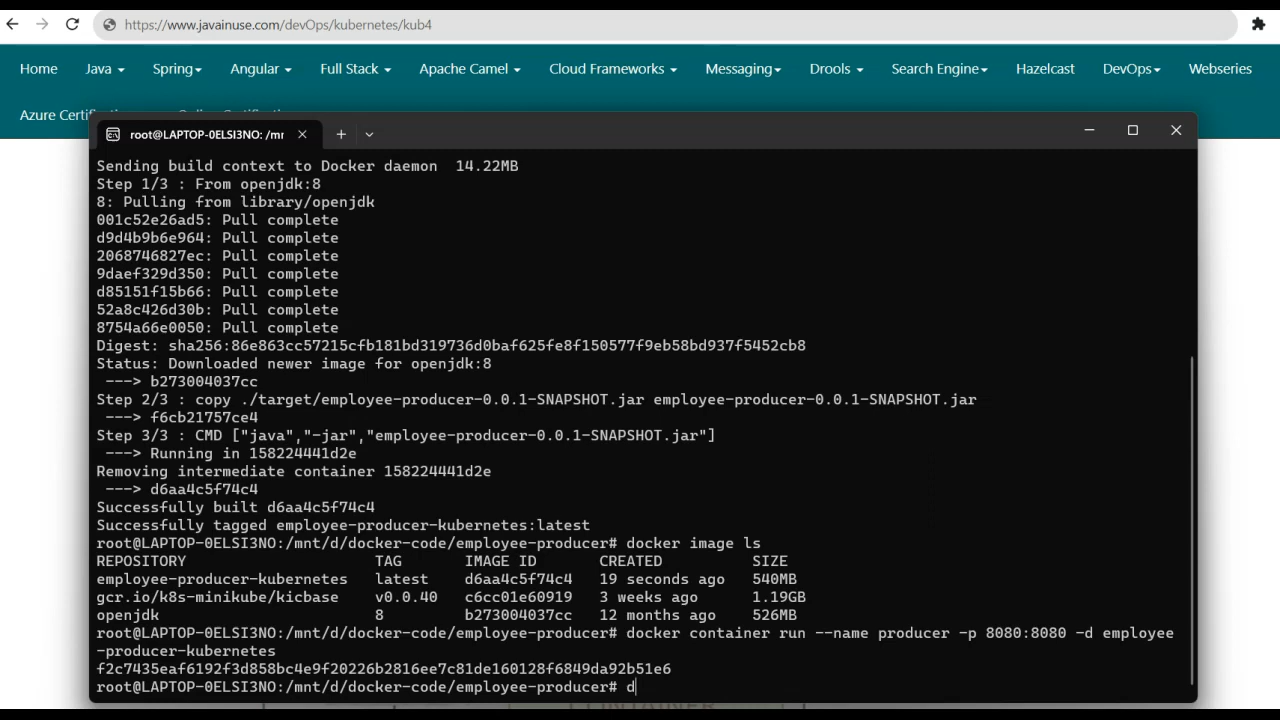 https://www.javainuse.com/devOps/kubernetes/kub4
Home Java Spring Angular Full Stack Apache Camel Cloud Frameworks Messaging Drools Search Engine Hazelcast DevOps Webseries
Azure
root@LAPTOP-0ELSI3NO: /mr
Sending build context to Docker daemon  14.22MB
Step 1/3 : From openjdk:8
8: Pulling from library/openjdk
001c52e26ad5: Pull complete
d9d4b9b6e964: Pull complete
2068746827ec: Pull complete
9daef329d350: Pull complete
d85151f15b66: Pull complete
52a8c426d30b: Pull complete
8754a66e0050: Pull complete
Digest: sha256:86e863cc57215cfb181bd319736d0baf625fe8f150577f9eb58bd937f5452cb8
Status: Downloaded newer image for openjdk:8
 ---> b273004037cc
Step 2/3 : copy ./target/employee-producer-0.0.1-SNAPSHOT.jar employee-producer-0.0.1-SNAPSHOT.jar
 ---> f6cb21757ce4
Step 3/3 : CMD ["java","-jar","employee-producer-0.0.1-SNAPSHOT.jar"]
 ---> Running in 158224441d2e
Removing intermediate container 158224441d2e
 ---> d6aa4c5f74c4
Successfully built d6aa4c5f74c4
Successfully tagged employee-producer-kubernetes:latest
root@LAPTOP-0ELSI3NO:/mnt/d/docker-code/employee-producer# docker image ls
REPOSITORY                     TAG       IMAGE ID       CREATED          SIZE
employee-producer-kubernetes   latest    d6aa4c5f74c4   19 seconds ago   540MB
gcr.io/k8s-minikube/kicbase    v0.0.40   c6cc01e60919   3 weeks ago      1.19GB
openjdk                        8         b273004037cc   12 months ago    526MB
root@LAPTOP-0ELSI3NO:/mnt/d/docker-code/employee-producer# docker container run --name producer -p 8080:8080 -d employee
-producer-kubernetes
f2c7435eaf6192f3d858bc4e9f20226b2816ee7c81de160128f6849da92b51e6
root@LAPTOP-0ELSI3NO:/mnt/d/docker-code/employee-producer# d